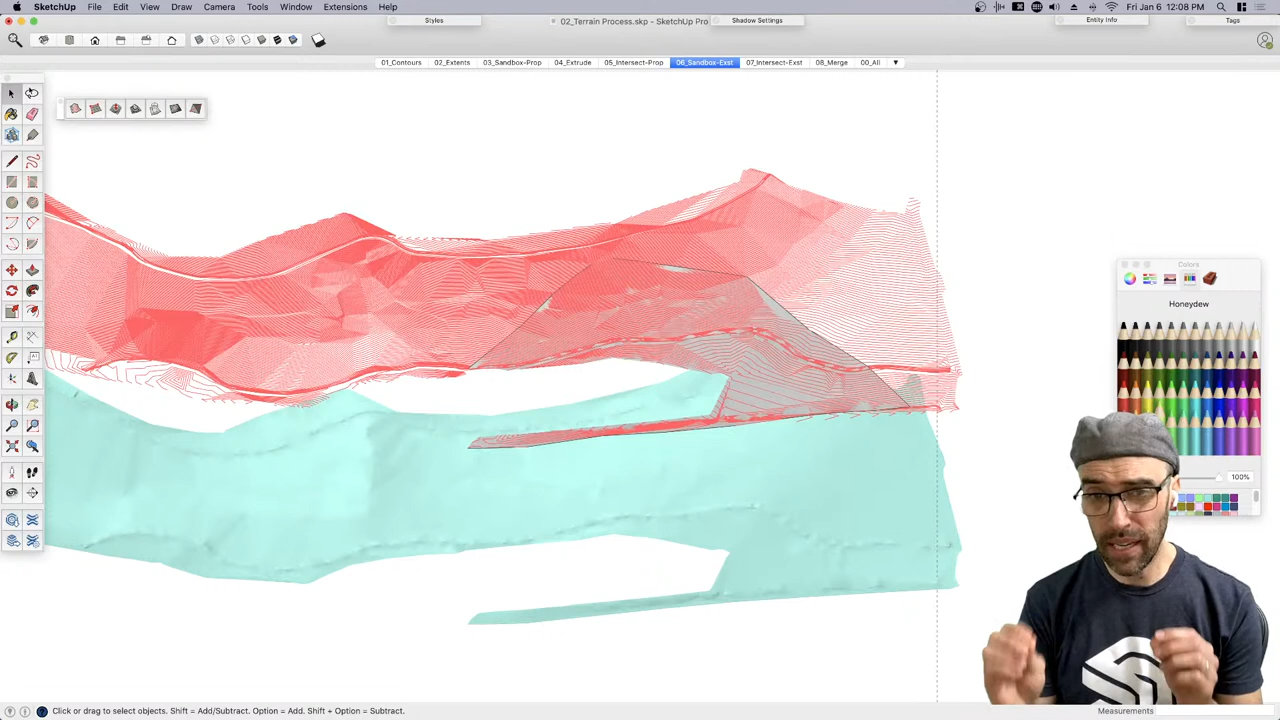 SketchUp File Edit View Draw Camera Tools Window Extensions Help
Fri Jan 6 12:08 PM
Styles
02_Terrain Process.skp - SketchUp Pro
Shadow Settings
Entity Info
Tags
01_Contours 02_Extents 03_Sandbox-Prop 04_Extrude 05_Intersect-Prop 06_Sandbox-Exst 07_Intersect-Exst 08_Merge 00_All
Colors
Honeydew
100%
Click or drag to select objects. Shift = Add/Subtract. Option = Add. Shift + Option = Subtract.
Measurements